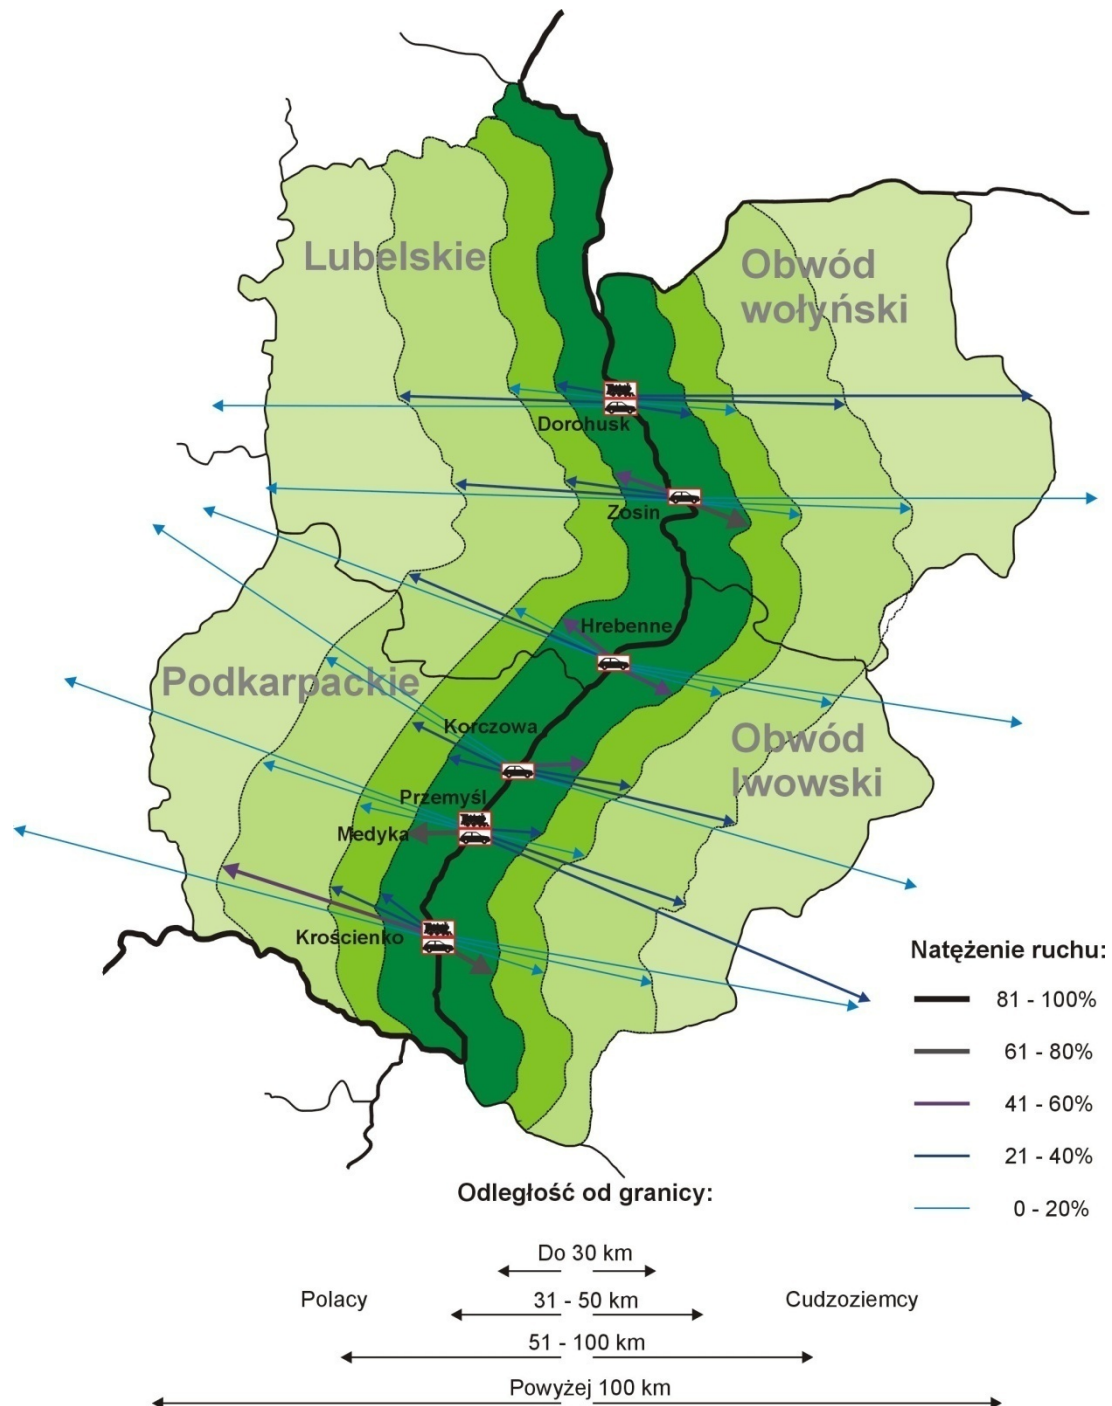 Lubelskie
Obwód
wołyński
Dorohusk
Zosin
Hrebenne
Podkarpackie
Korczowa
Obwód
lwowski
Przemyśl
Medyka
Krościenko
Natężenie ruchu:
81 - 100%
61 - 80%
41 - 60%
21 - 40%
0 - 20%
Odległość od granicy:
Do 30 km
Polacy
31 - 50 km
Cudzoziemcy
51 - 100 km
Powyżej 100 km